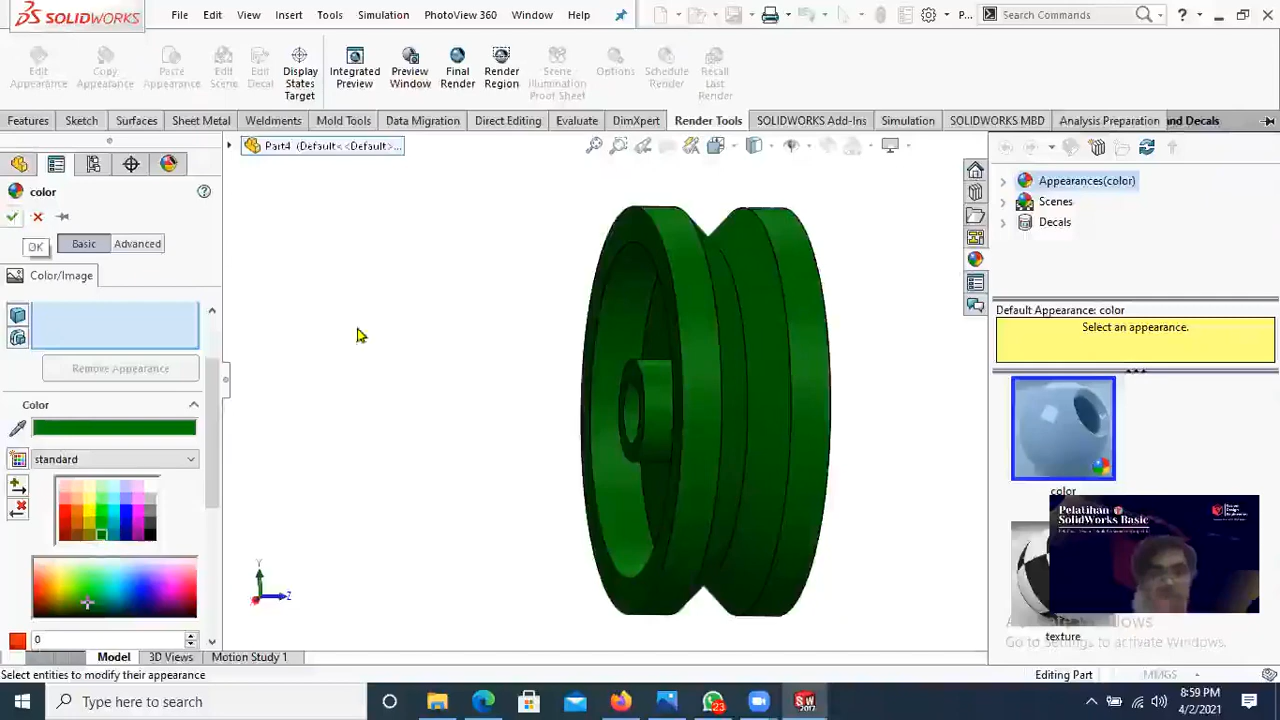 SOLIDWORKS
File Edit View Insert Tools Simulation PhotoView 360 Window Help
P...
Search Commands
Edit Appearance
Copy Appearance
Paste Appearance
Edit Scene
Edit Decal
Display States Target
Integrated Preview
Preview Window
Final Render
Render Region
Scene Illumination Proof Sheet
Options
Schedule Render
Recall Last Render
Features Sketch Surfaces Sheet Metal Weldments Mold Tools Data Migration Direct Editing Evaluate DimXpert Render Tools SOLIDWORKS Add-Ins Simulation SOLIDWORKS MBD Analysis Preparation nd Decals
Part4 (Default<<Default>...
color
OK
Basic Advanced
Color/Image
Remove Appearance
Color
standard
0
Y
Z
Appearances(color)
Scenes
Decals
Default Appearance: color
Select an appearance.
color
Pelatihan
SolidWorks Basic
texture
Go to Settings to activate Windows.
Model 3D Views Motion Study 1
Select entities to modify their appearance
Editing Part
MMGS
Type here to search
23
SW
2017
8:59 PM
4/2/2021